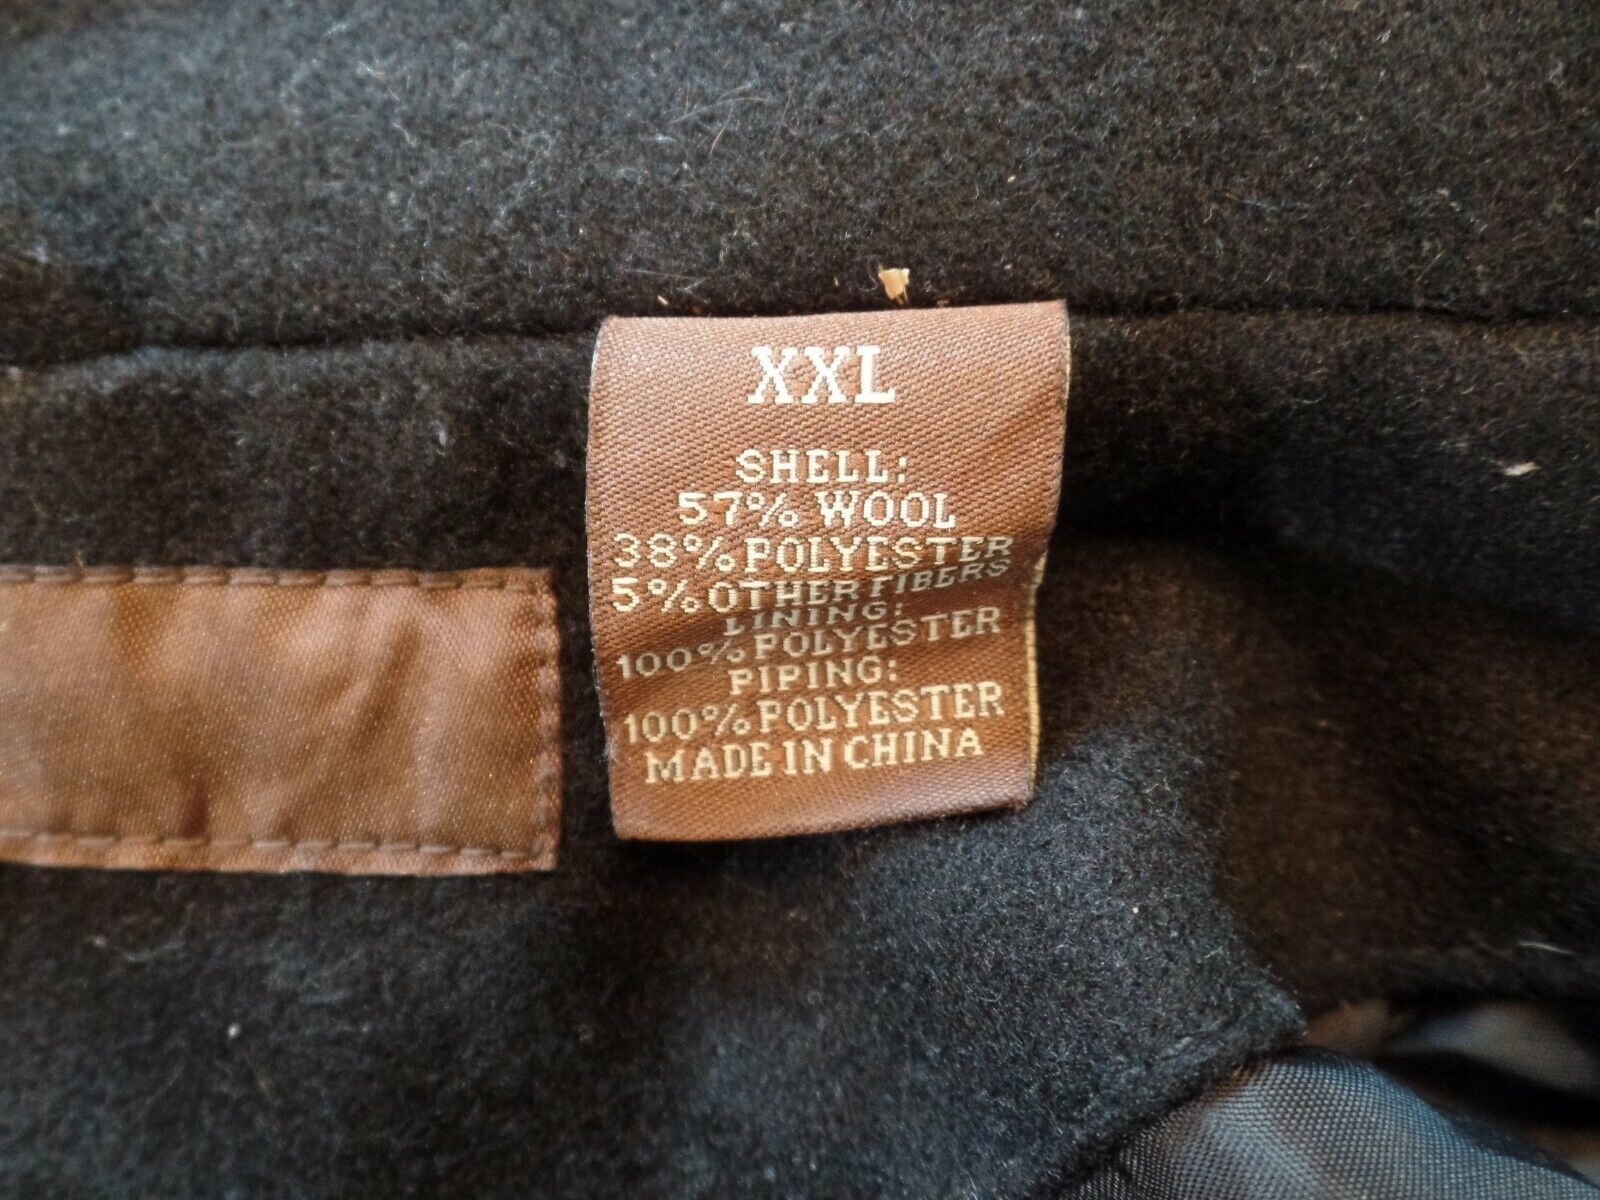 XXL
SHELL:
57% WOOL
38% POLYESTER
5% OTHER FIBERS
LINING:
100% POLYESTER
PIPING:
100% POLYESTER
MADE IN CHINA